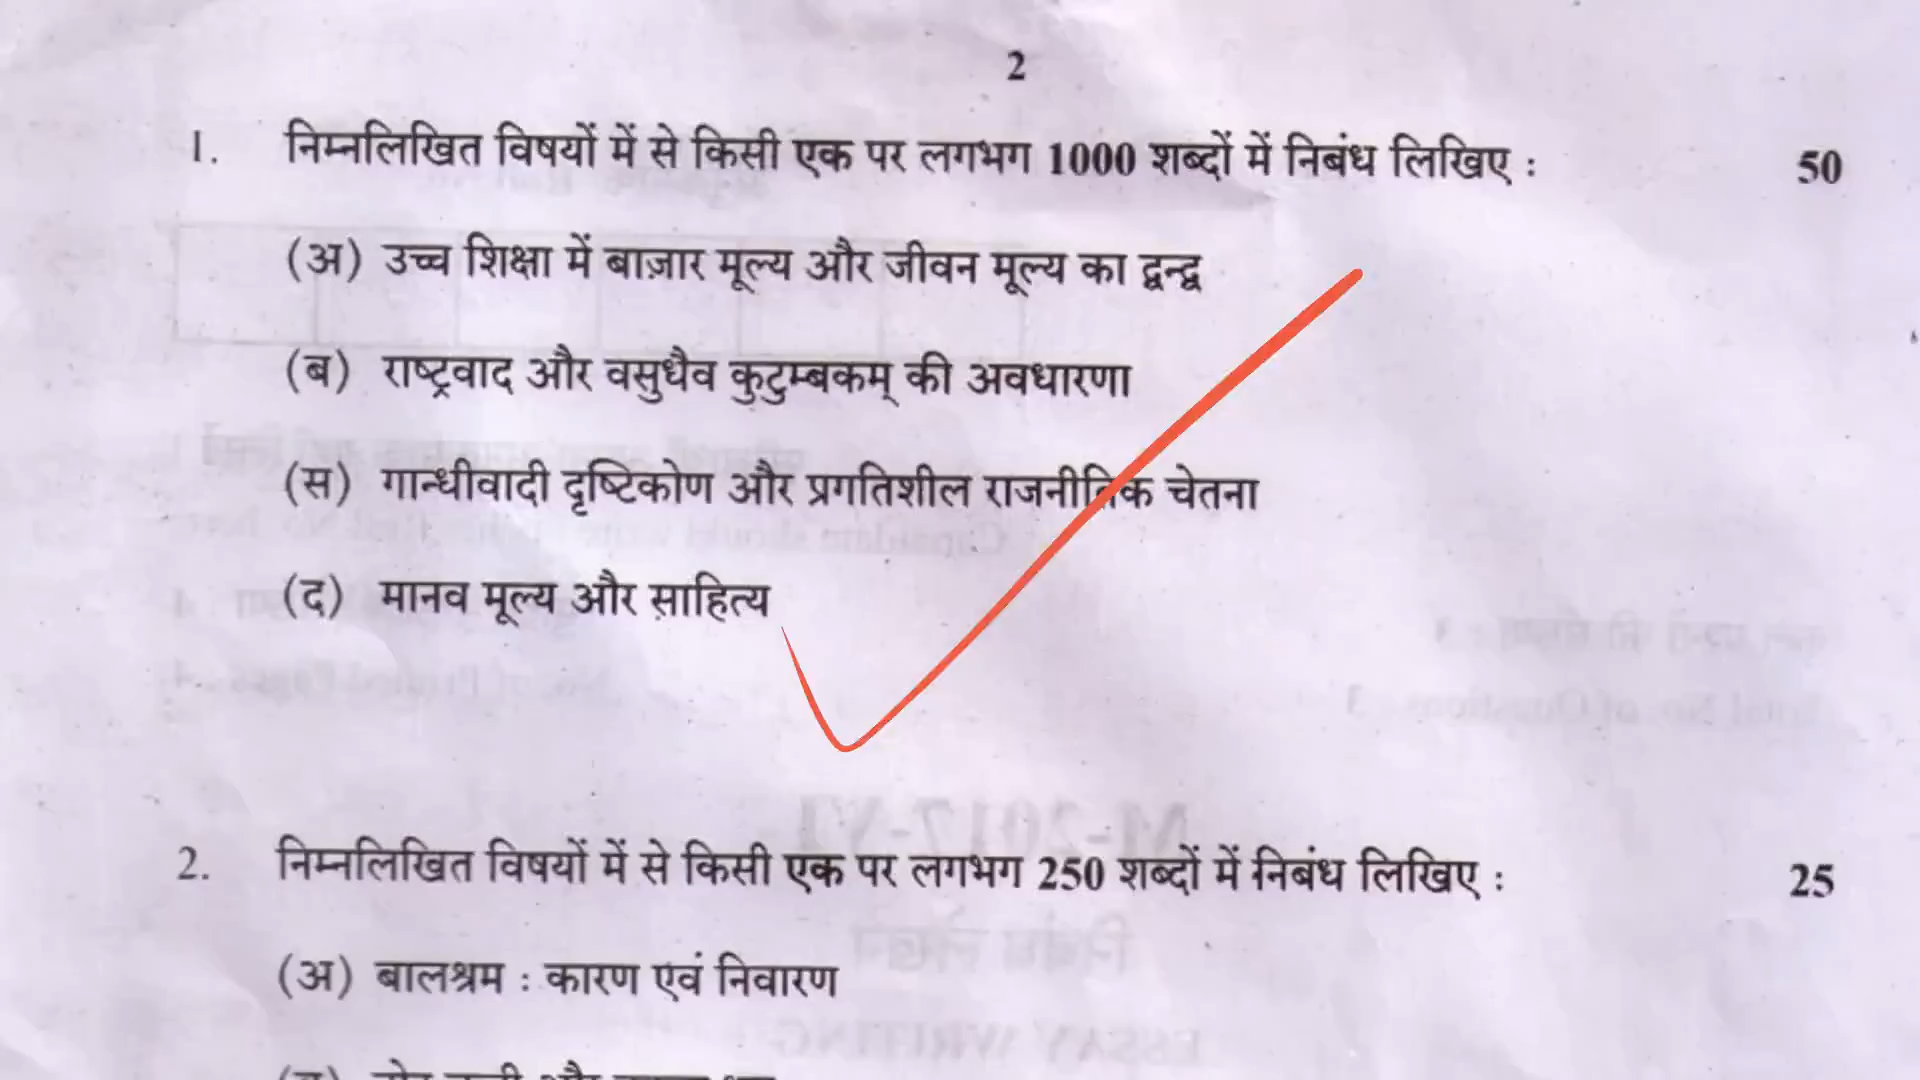 2
1. निम्नलिखित विषयों में से किसी एक पर लगभग 1000 शब्दों में निबंध लिखिए : 50
(अ) उच्च शिक्षा में बाज़ार मूल्य और जीवन मूल्य का द्वन्द्व
(ब) राष्ट्रवाद और वसुधैव कुटुम्बकम् की अवधारणा
(स) गान्धीवादी दृष्टिकोण और प्रगतिशील राजनीतिक चेतना
(द) मानव मूल्य और साहित्य
2. निम्नलिखित विषयों में से किसी एक पर लगभग 250 शब्दों में निबंध लिखिए : 25
(अ) बालश्रम : कारण एवं निवारण